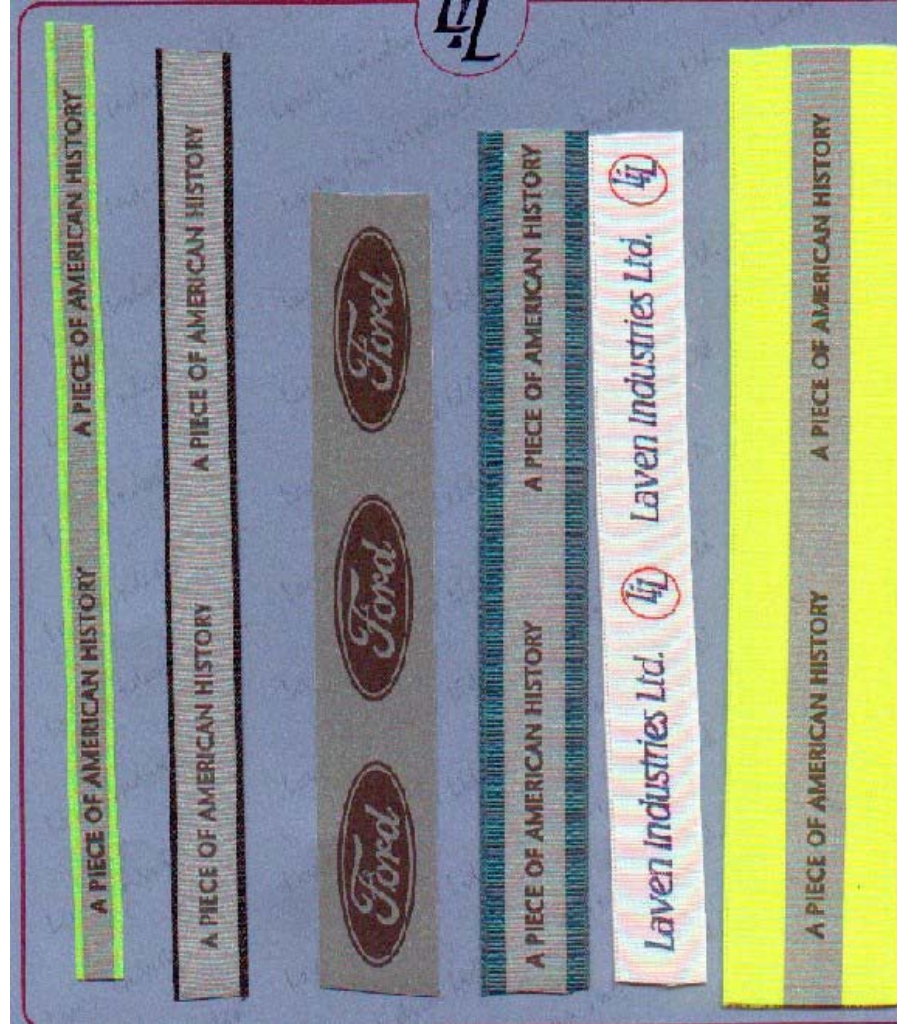 LIL
A PIECE OF AMERICAN HISTORY A PIECE OF AMERICAN HISTORY
A PIECE OF AMERICAN HISTORY A PIECE OF AMERICAN HISTORY
Ford Ford Ford
A PIECE OF AMERICAN HISTORY A PIECE OF AMERICAN HISTORY
Laven Industries Ltd. LIL Laven Industries Ltd. LIL
A PIECE OF AMERICAN HISTORY A PIECE OF AMERICAN HISTORY